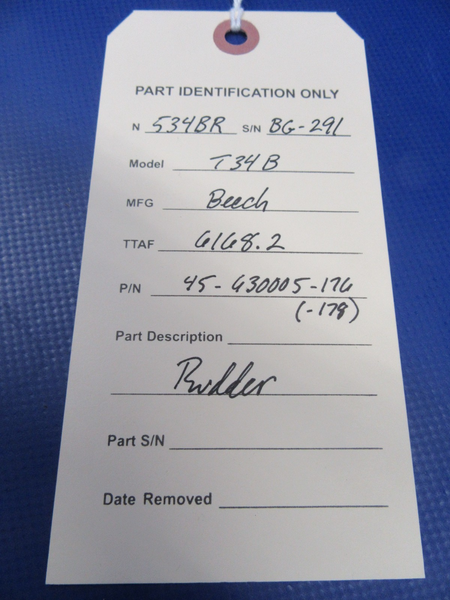 PART IDENTIFICATION ONLY
N 534BR S/N BG-291
Model T34B
MFG Beech
TTAF 6168.2
P/N 45-630005-176
(-178)
Part Description
Rudder
Part S/N
Date Removed